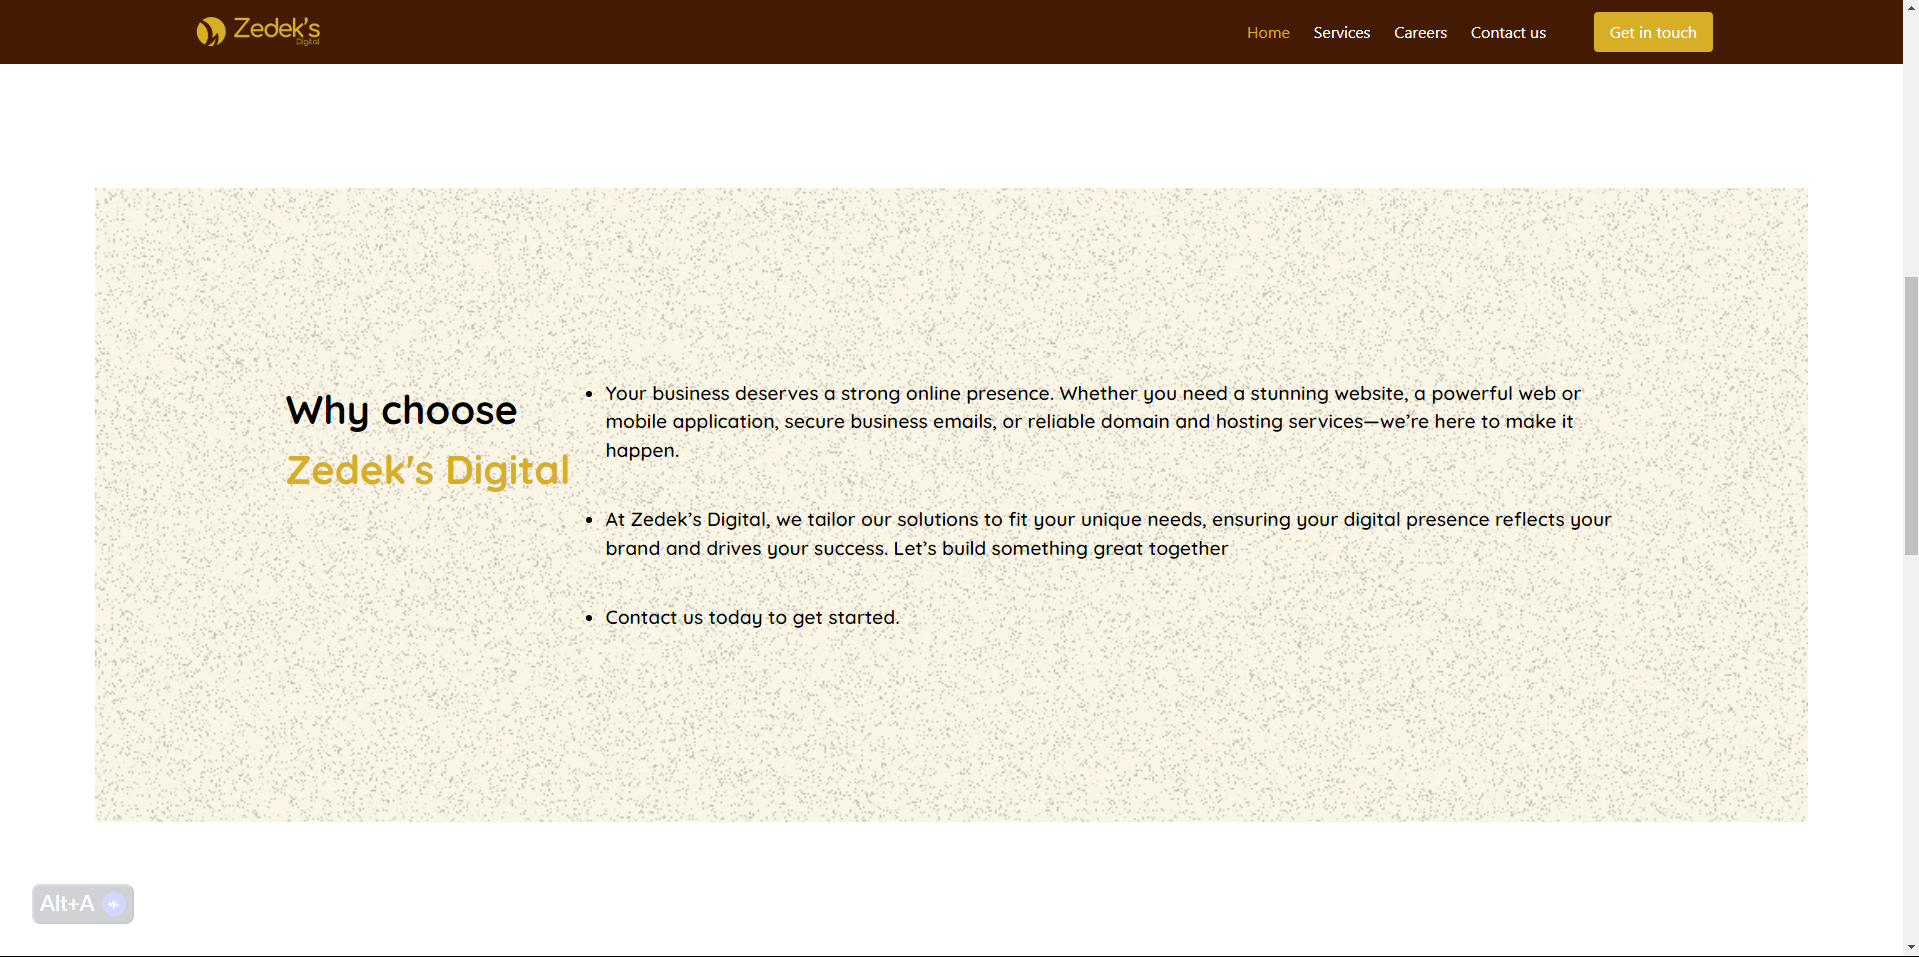 Zedek's
Digital
Home
Services
Careers
Contact us
Get in touch
Why choose
Zedek's Digital
• Your business deserves a strong online presence. Whether you need a stunning website, a powerful web or
mobile application, secure business emails, or reliable domain and hosting services—we’re here to make it
happen.
• At Zedek’s Digital, we tailor our solutions to fit your unique needs, ensuring your digital presence reflects your
brand and drives your success. Let’s build something great together
• Contact us today to get started.
Alt+A